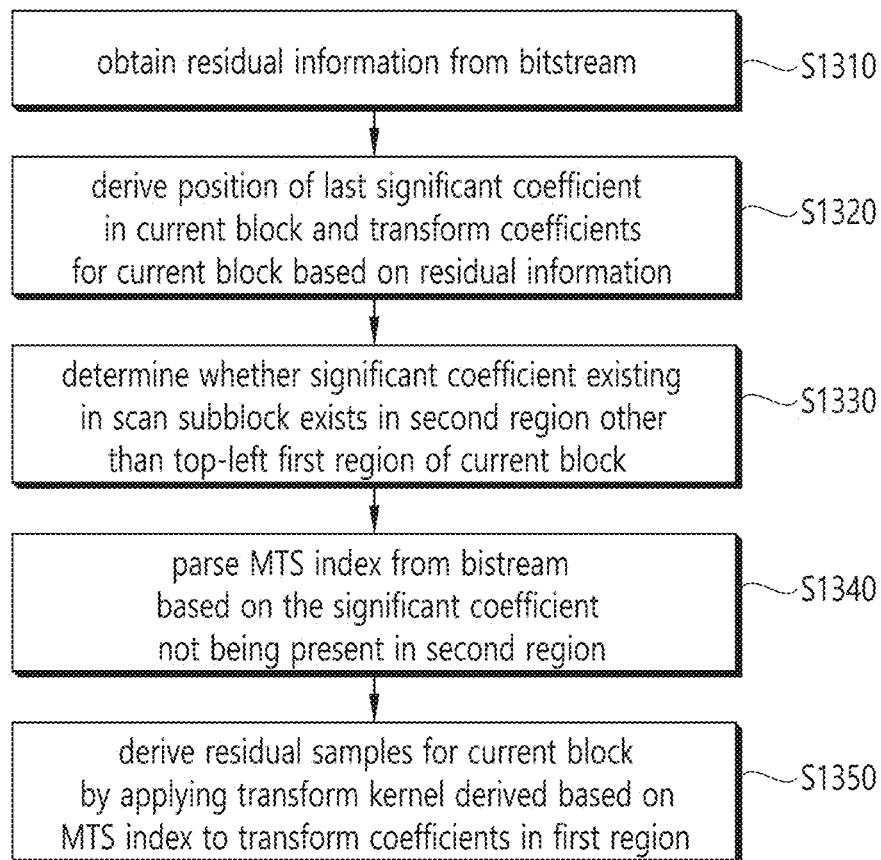 obtain residual information from bitstream
S1310
derive position of last significant coefficient
in current block and transform coefficients
for current block based on residual information
S1320
determine whether significant coefficient existing
in scan subblock exists in second region other
than top-left first region of current block
S1330
parse MTS index from bistream
based on the significant coefficient
not being present in second region
S1340
derive residual samples for current block
by applying transform kernel derived based on
MTS index to transform coefficients in first region
S1350